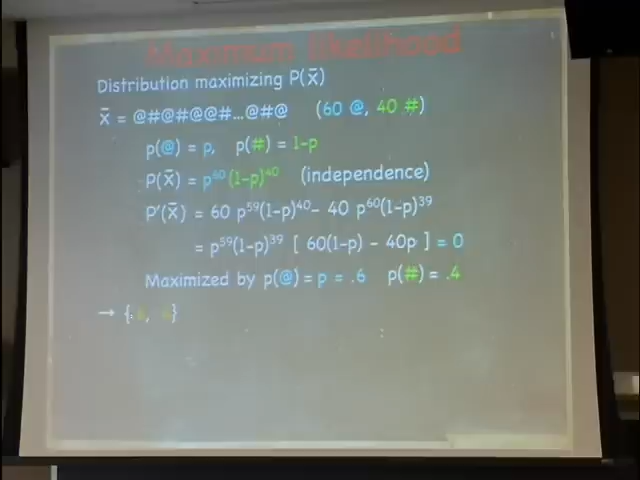 Maximum likelihood
Distribution maximizing P(x̄)
x̄ = @#@#@@#...@#@ (60 @, 40 #)
p(@) = p, p(#) = 1-p
P(x̄) = p⁶⁰(1-p)⁴⁰ (independence)
P'(x̄) = 60 p⁵⁹(1-p)⁴⁰ - 40 p⁶⁰(1-p)³⁹
= p⁵⁹(1-p)³⁹ [ 60(1-p) - 40p ] = 0
Maximized by p(@) = p = .6 p(#) = .4
→ { , }